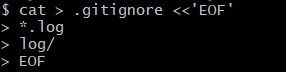 $ cat > .gitignore <<'EOF'
> *.log
> log/
> EOF